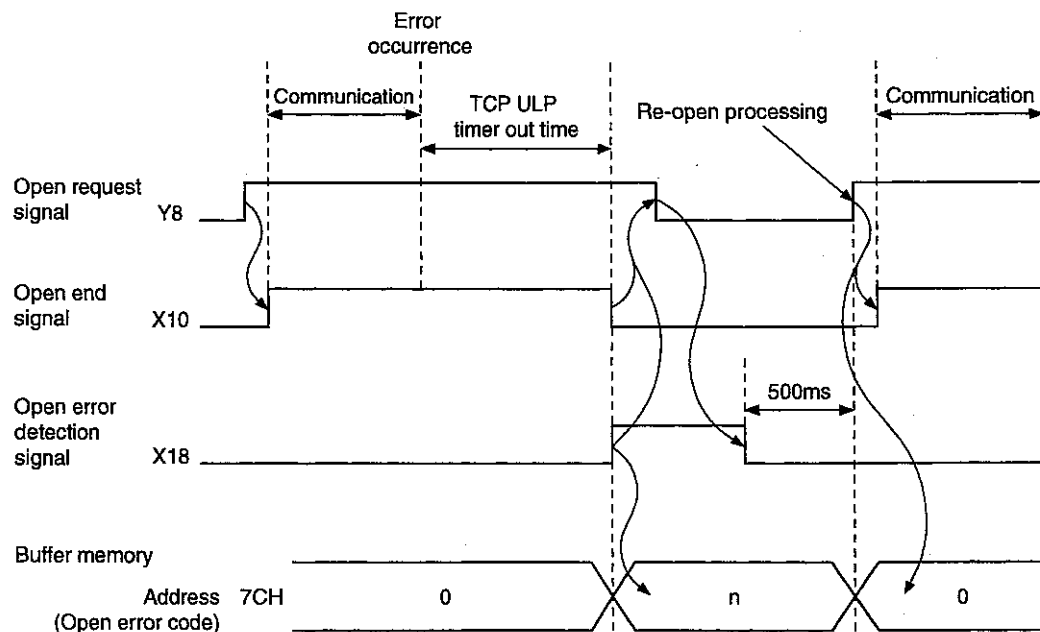 Error
occurrence
Communication
TCP ULP
timer out time
Re-open processing
Communication
Open request
signal
Y8
Open end
signal
X10
500ms
Open error
detection
signal
X18
Buffer memory
Address 7CH
(Open error code)
0
n
0